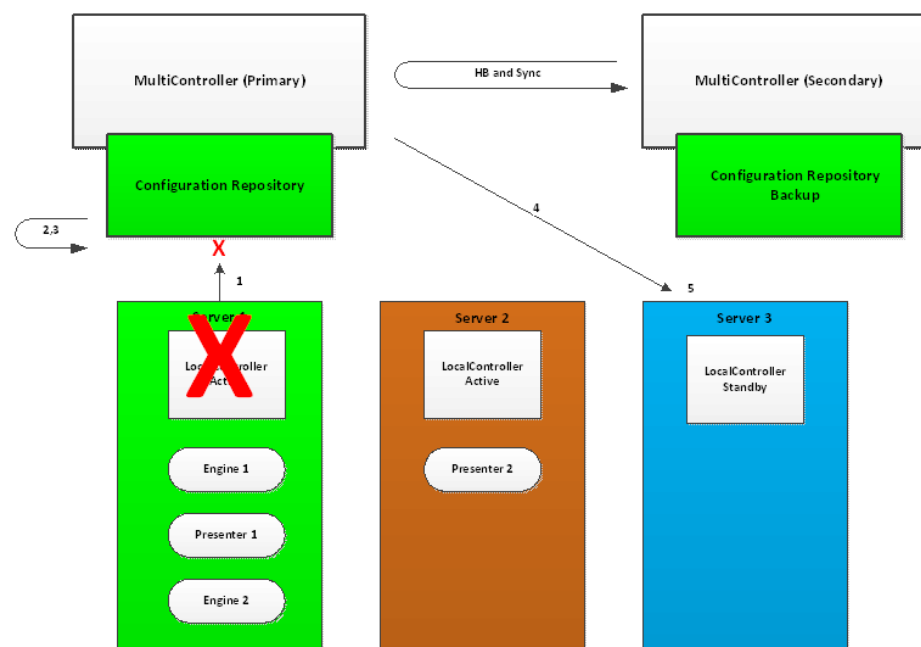 MultiController (Primary)
HB and Sync
MultiController (Secondary)
Configuration Repository
Configuration Repository
Backup
2,3
4
X
1
5
Server
Server 2
Server 3
X
LocalController
Active
LocalController
Standby
Engine 1
Presenter 2
Presenter 1
Engine 2